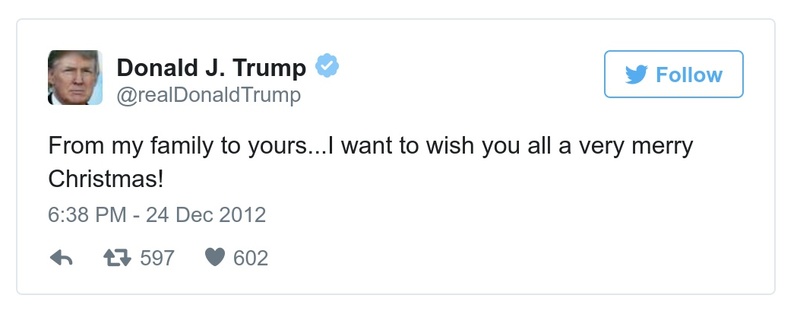 Donald J. Trump
@realDonaldTrump
Follow
From my family to yours...I want to wish you all a very merry
Christmas!
6:38 PM - 24 Dec 2012
597 602